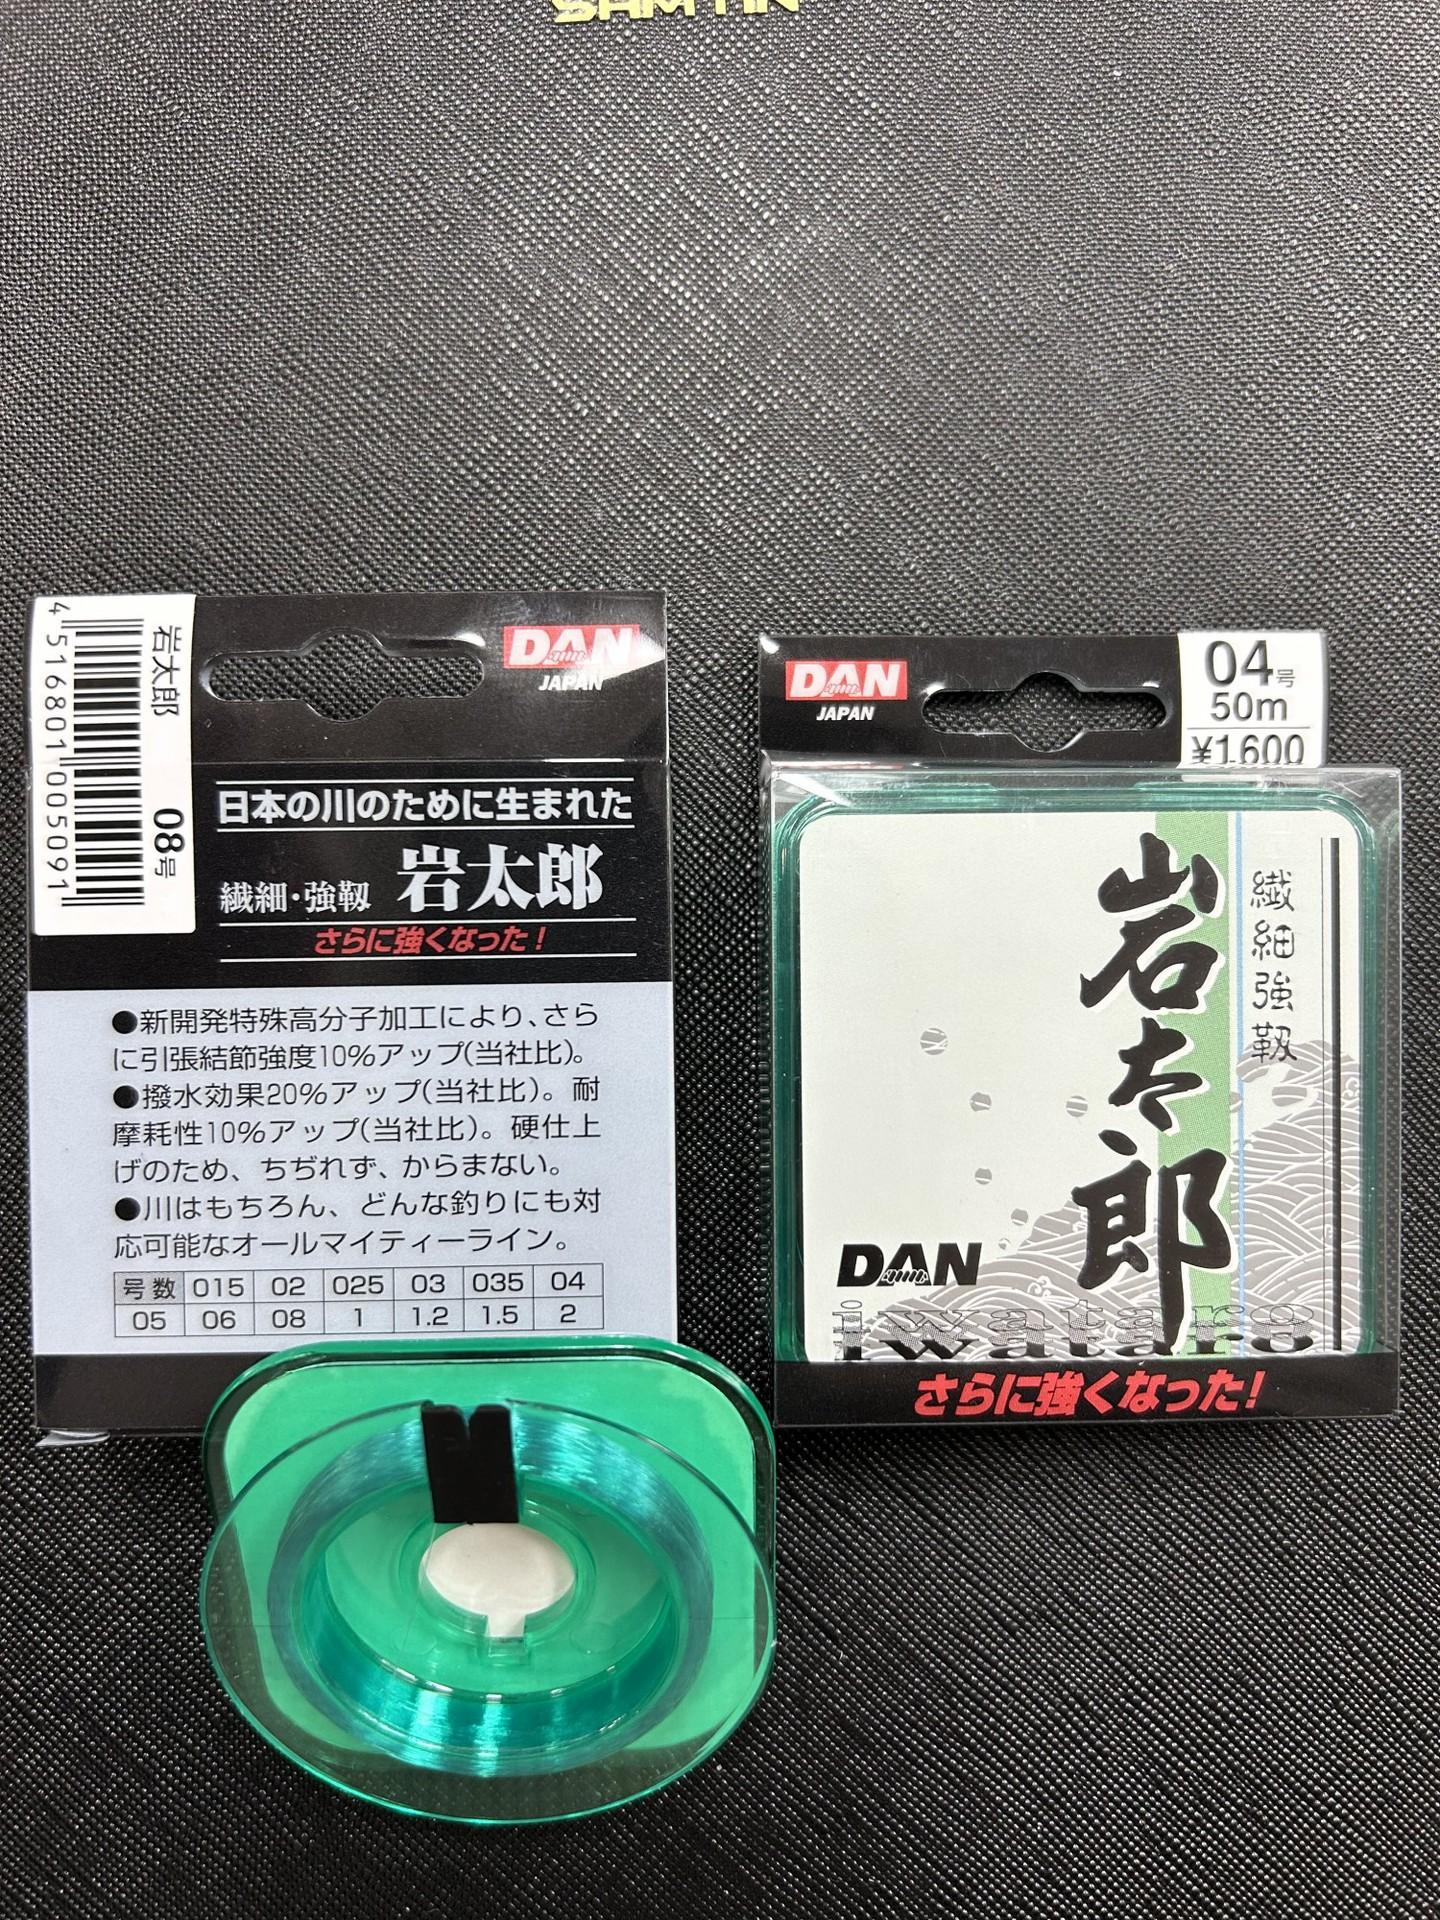 岩太郎 08号
4 516801 005091
DAN
JAPAN
日本の川のために生まれた
繊細・強靱 岩太郎
さらに強くなった!
●新開発特殊高分子加工により、さら
に引張結節強度10%アップ(当社比)。
●撥水効果20%アップ(当社比)。耐
摩耗性10%アップ(当社比)。硬仕上
げのため、ちぢれず、からまない。
●川はもちろん、どんな釣りにも対
応可能なオールマイティーライン。
号数 015 02 025 03 035 04
05 06 08 1 1.2 1.5 2
DAN
JAPAN
04号
50m
¥1,600
繊細強靱
岩太郎
DAN
iwataro
さらに強くなった!